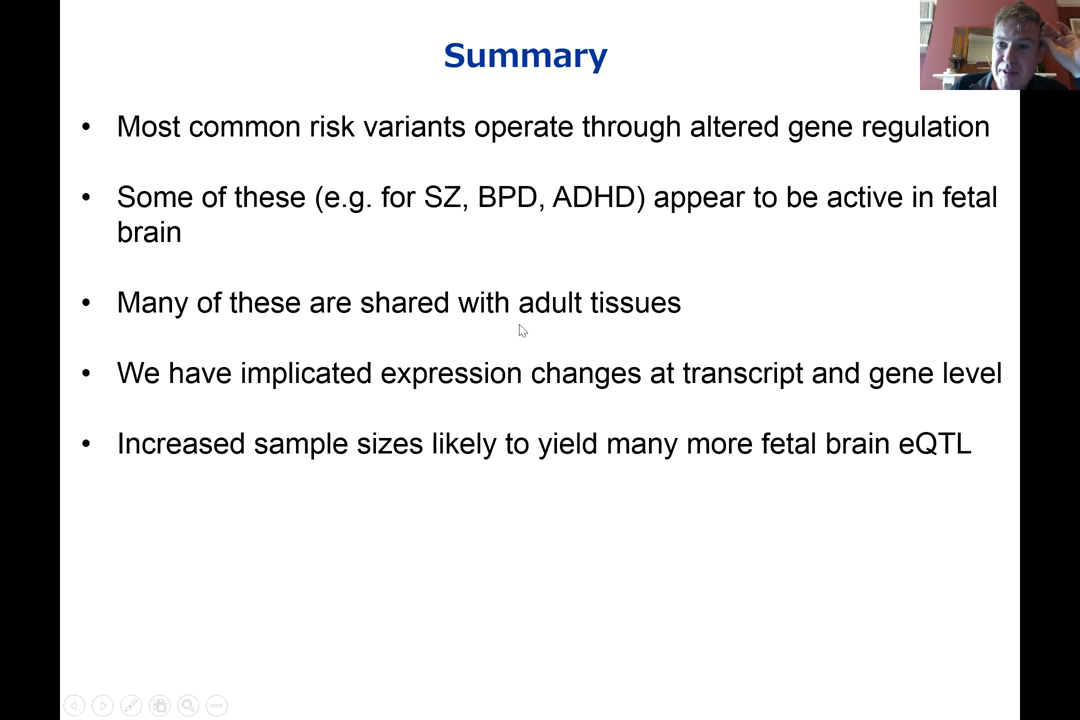 Summary
• Most common risk variants operate through altered gene regulation
• Some of these (e.g. for SZ, BPD, ADHD) appear to be active in fetal
brain
• Many of these are shared with adult tissues
• We have implicated expression changes at transcript and gene level
• Increased sample sizes likely to yield many more fetal brain eQTL